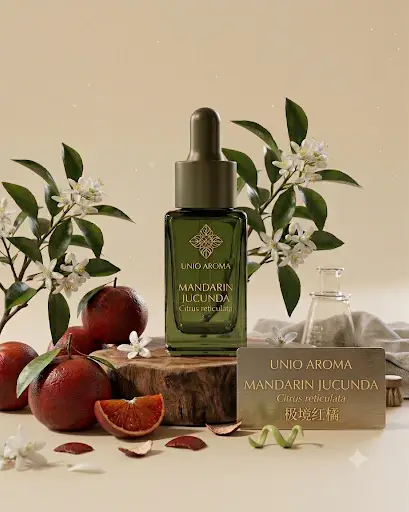 UNIO AROMA
MANDARIN
JUCUNDA
Citrus reticulata
UNIO AROMA
MANDARIN JUCUNDA
Citrus reticulata
极境红橘